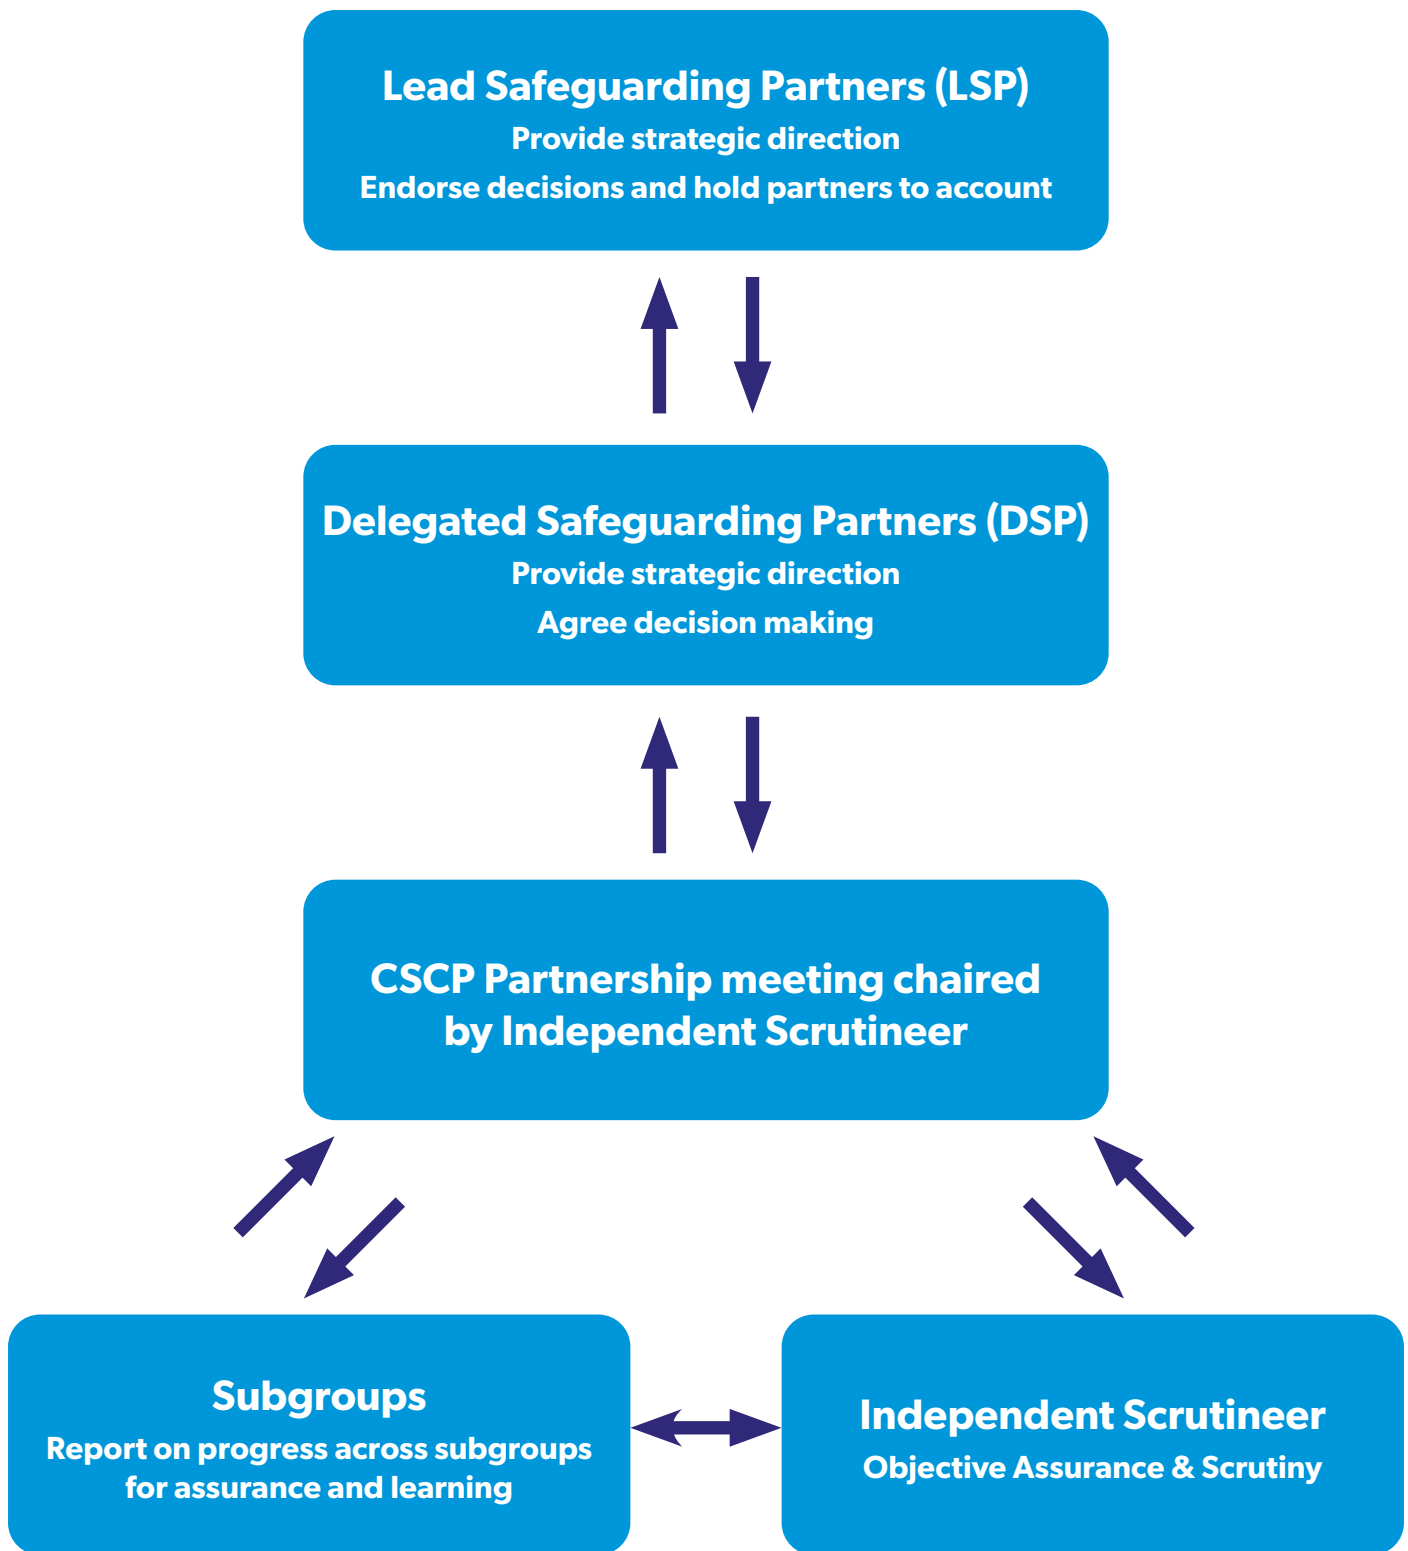 Lead Safeguarding Partners (LSP)
Provide strategic direction
Endorse decisions and hold partners to account
Delegated Safeguarding Partners (DSP)
Provide strategic direction
Agree decision making
CSCP Partnership meeting chaired
by Independent Scrutineer
Subgroups
Report on progress across subgroups
for assurance and learning
Independent Scrutineer
Objective Assurance & Scrutiny